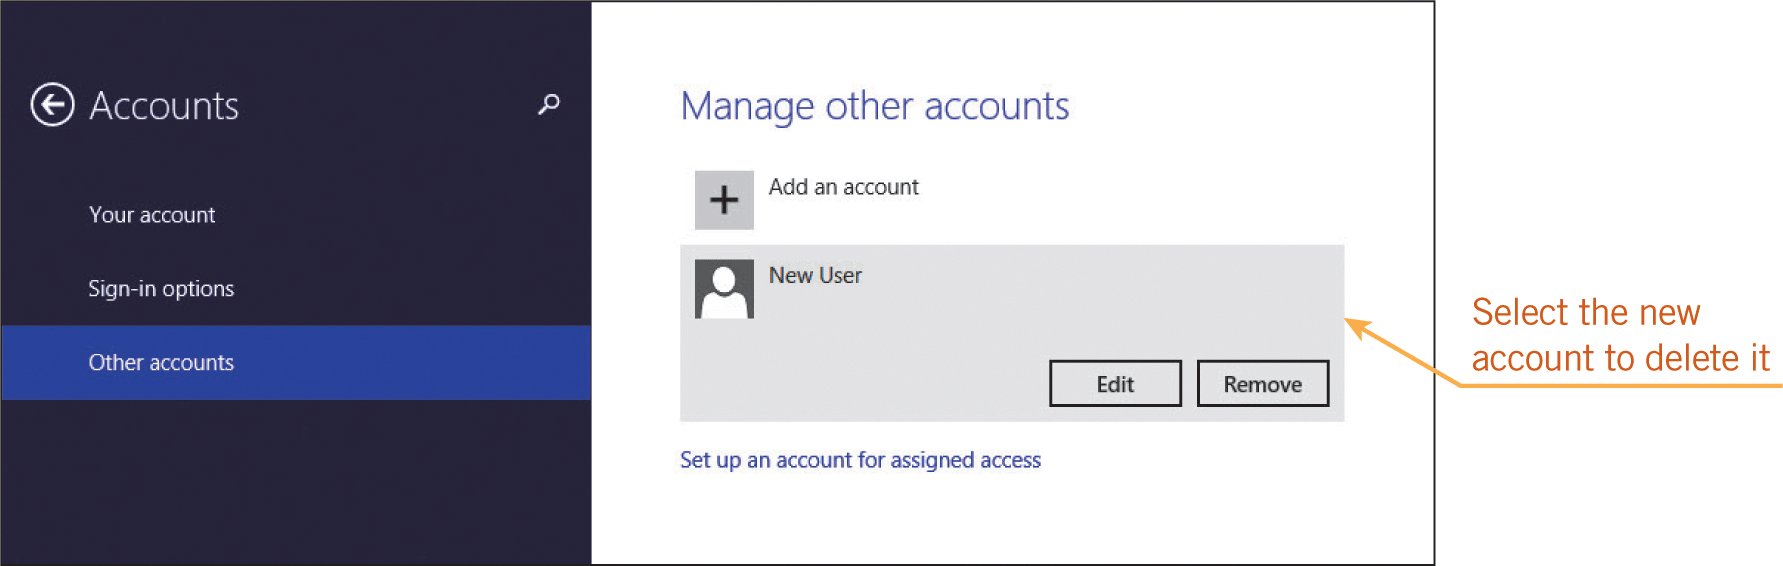 Accounts
Your account
Sign-in options
Other accounts
Manage other accounts
Add an account
New User
Edit
Remove
Set up an account for assigned access
Select the new
account to delete it